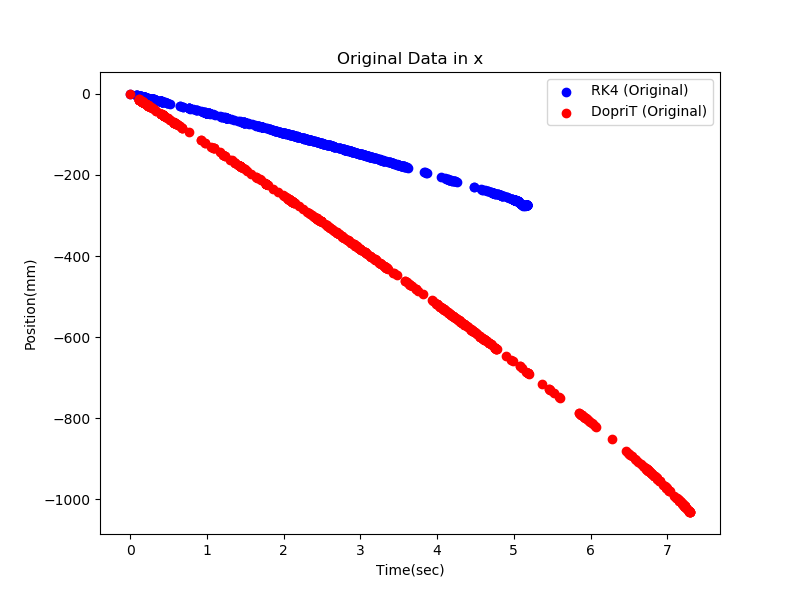 Original Data in x
RK4 (Original)
DopriT (Original)
0
−200
−400
−600
−800
−1000
Position(mm)
0 1 2 3 4 5 6 7
Time(sec)